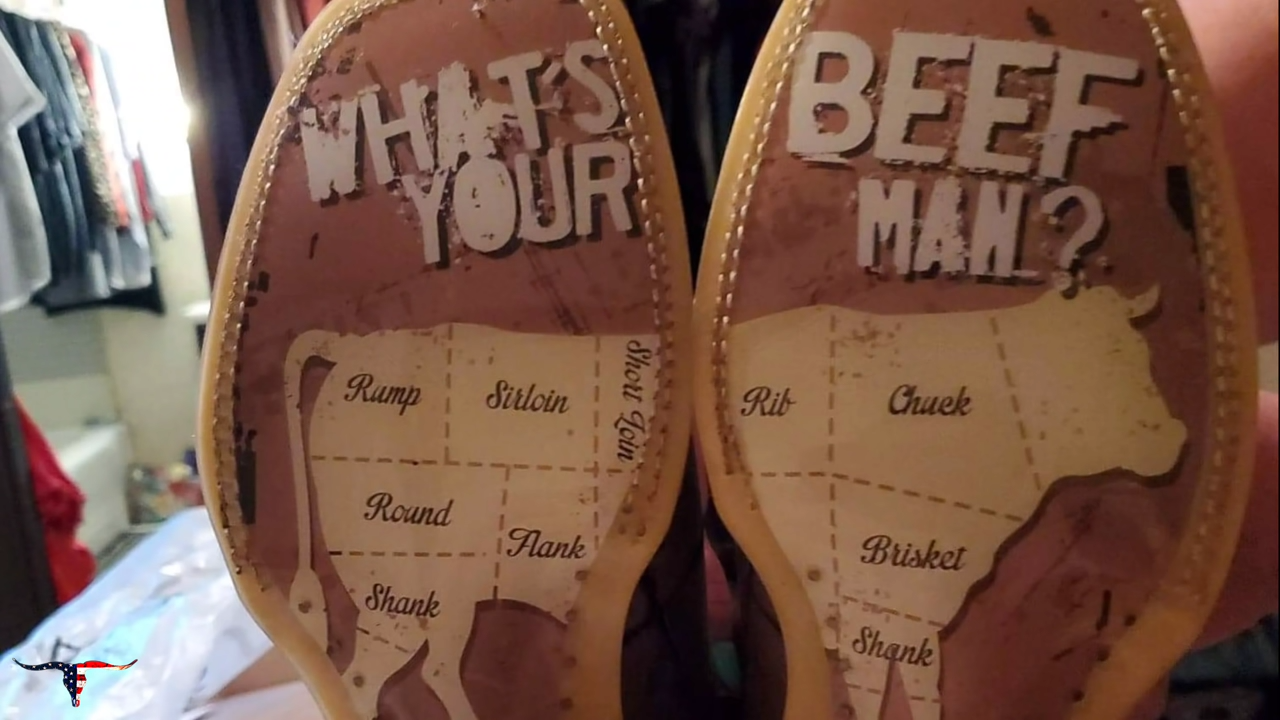 WHAT'S
YOUR
BEEF
MAN?
Rump
Sirloin
Short Loin
Round
Flank
Shank
Rib
Chuck
Brisket
Shank